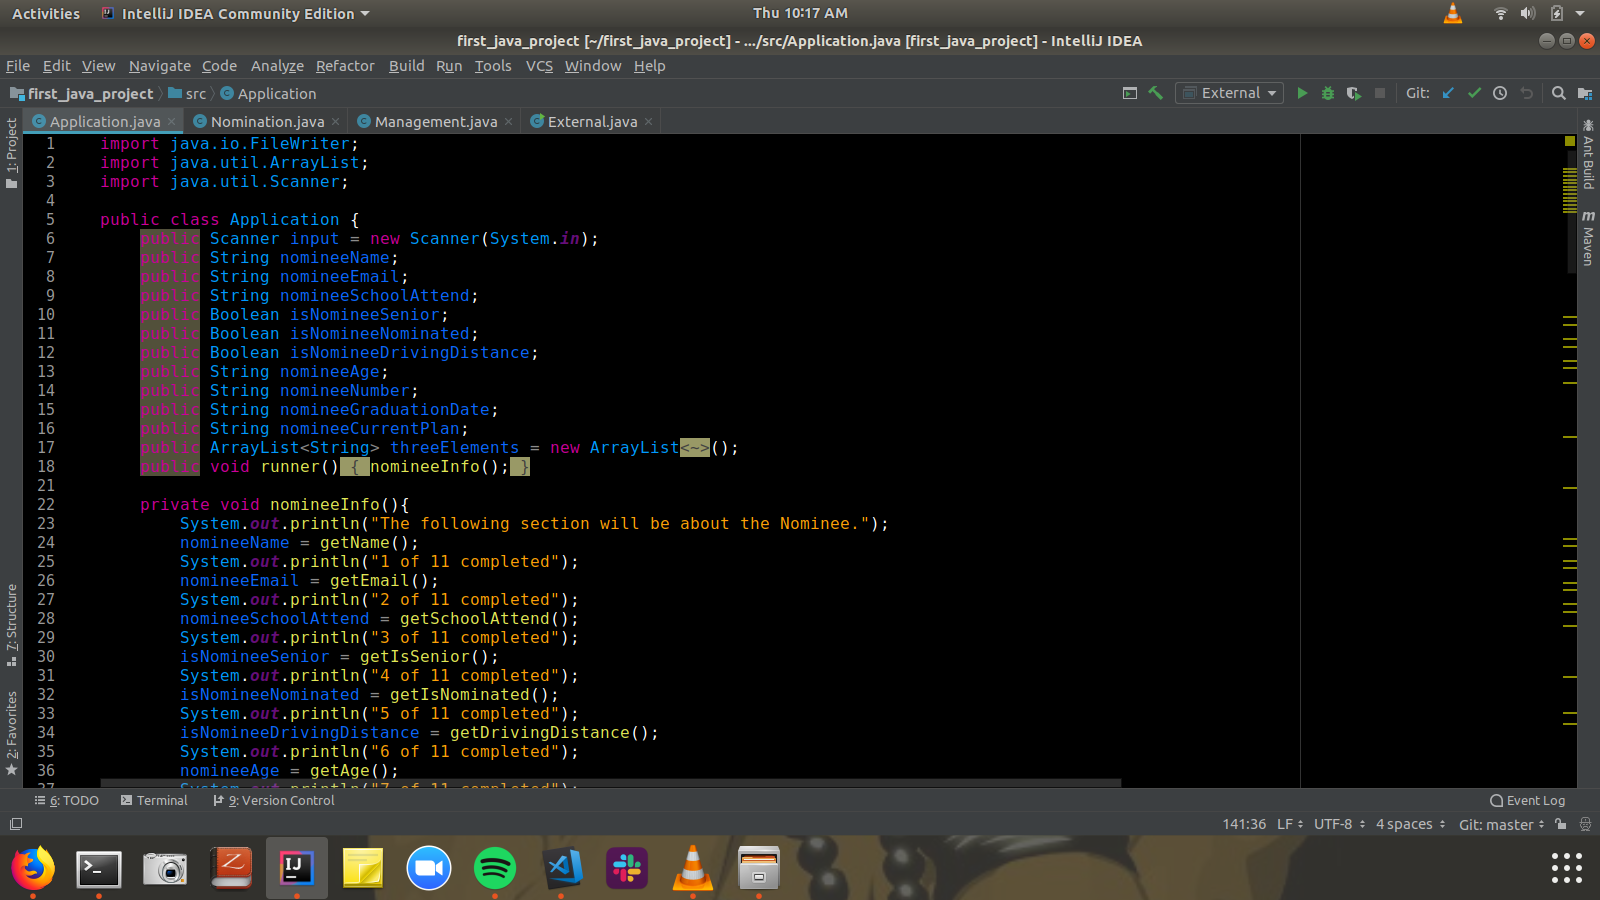 Activities IntelliJ IDEA Community Edition Thu 10:17 AM
first_java_project [~/first_java_project] - .../src/Application.java [first_java_project] - IntelliJ IDEA
File Edit View Navigate Code Analyze Refactor Build Run Tools VCS Window Help
first_java_project src Application External Git:
Application.java Nomination.java Management.java External.java
1: Project
7: Structure
2: Favorites
1 import java.io.FileWriter;
2 import java.util.ArrayList;
3 import java.util.Scanner;
4
5 public class Application {
6 public Scanner input = new Scanner(System.in);
7 public String nomineeName;
8 public String nomineeEmail;
9 public String nomineeSchoolAttend;
10 public Boolean isNomineeSenior;
11 public Boolean isNomineeNominated;
12 public Boolean isNomineeDrivingDistance;
13 public String nomineeAge;
14 public String nomineeNumber;
15 public String nomineeGraduationDate;
16 public String nomineeCurrentPlan;
17 public ArrayList<String> threeElements = new ArrayList<~>();
18 public void runner() { nomineeInfo(); }
21
22 private void nomineeInfo(){
23 System.out.println("The following section will be about the Nominee.");
24 nomineeName = getName();
25 System.out.println("1 of 11 completed");
26 nomineeEmail = getEmail();
27 System.out.println("2 of 11 completed");
28 nomineeSchoolAttend = getSchoolAttend();
29 System.out.println("3 of 11 completed");
30 isNomineeSenior = getIsSenior();
31 System.out.println("4 of 11 completed");
32 isNomineeNominated = getIsNominated();
33 System.out.println("5 of 11 completed");
34 isNomineeDrivingDistance = getDrivingDistance();
35 System.out.println("6 of 11 completed");
36 nomineeAge = getAge();
37 System.out.println("7 of 11 completed");
Ant Build
Maven
6: TODO Terminal 9: Version Control Event Log
141:36 LF UTF-8 4 spaces Git: master